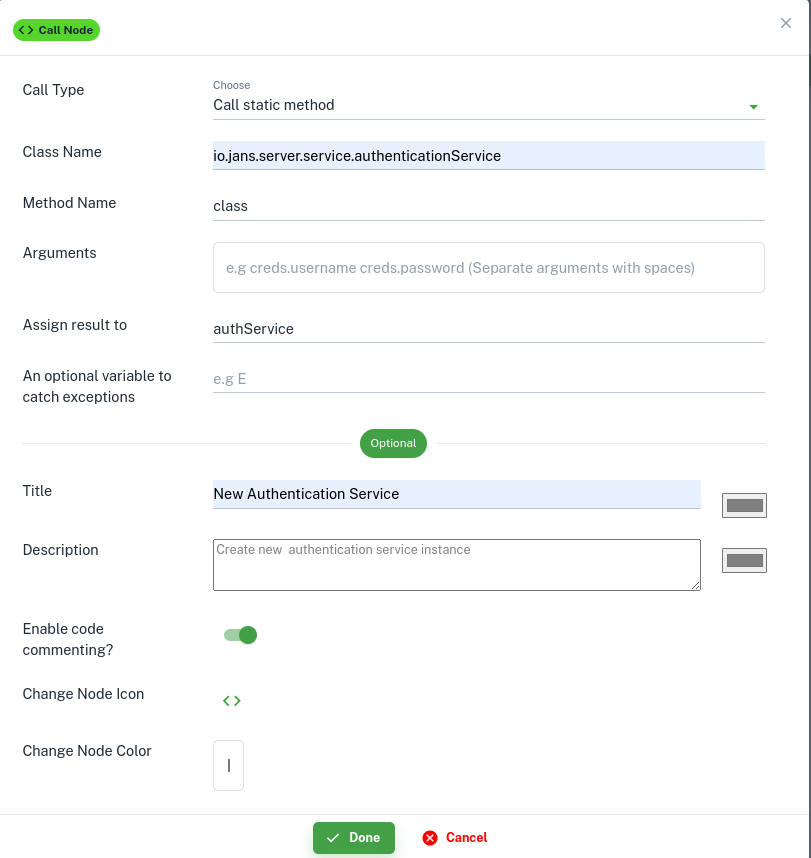 Call Node
Call Type
Choose
Call static method
Class Name
io.jans.server.service.authenticationService
Method Name
class
Arguments
e.g creds.username creds.password (Separate arguments with spaces)
Assign result to
authService
An optional variable to
catch exceptions
e.g E
Optional
Title
New Authentication Service
Description
Create new  authentication service instance
Enable code
commenting?
Change Node Icon
Change Node Color
Done
Cancel